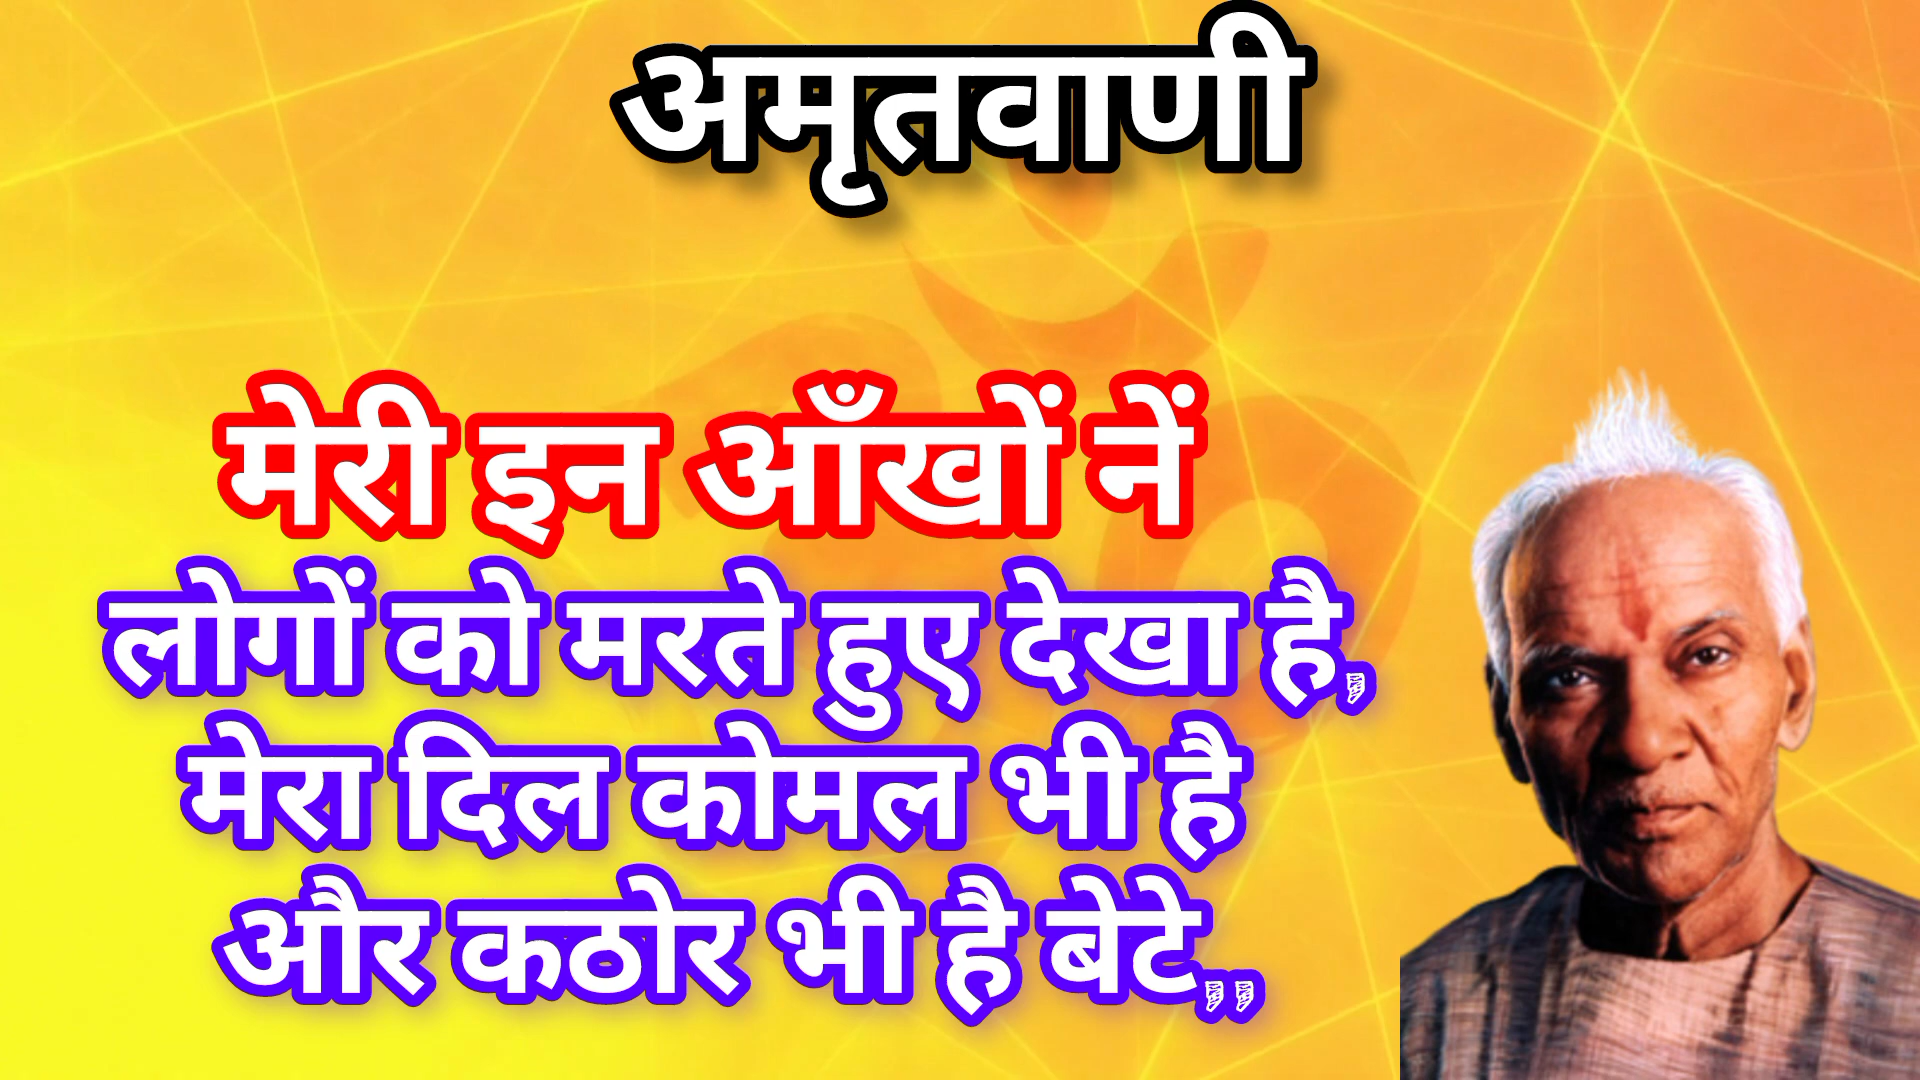 अमृतवाणी
मेरी इन आँखों नें
लोगों को मरते हुए देखा है,
मेरा दिल कोमल भी है
और कठोर भी है बेटे,,